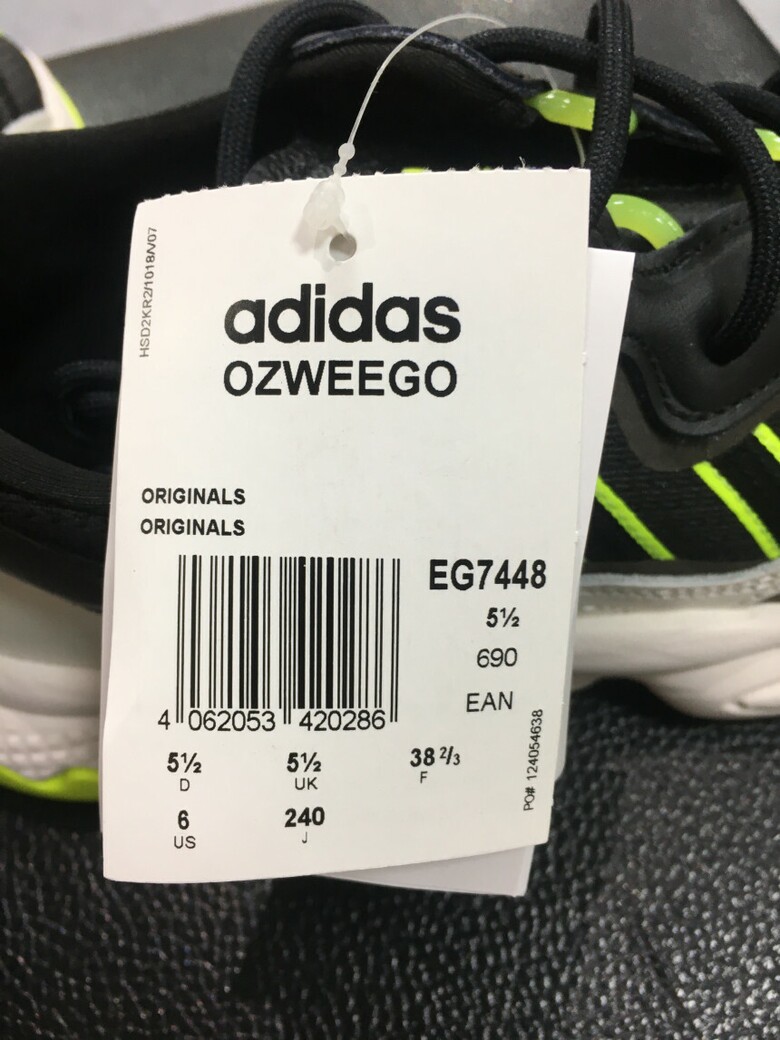 HSD2KR2/1018/V07
adidas
OZWEEGO
ORIGINALS
ORIGINALS
EG7448
5½
690
EAN
4 062053 420286
5½ 5½ 38 2/3
D UK F
6 240
US J
PO# 124054638